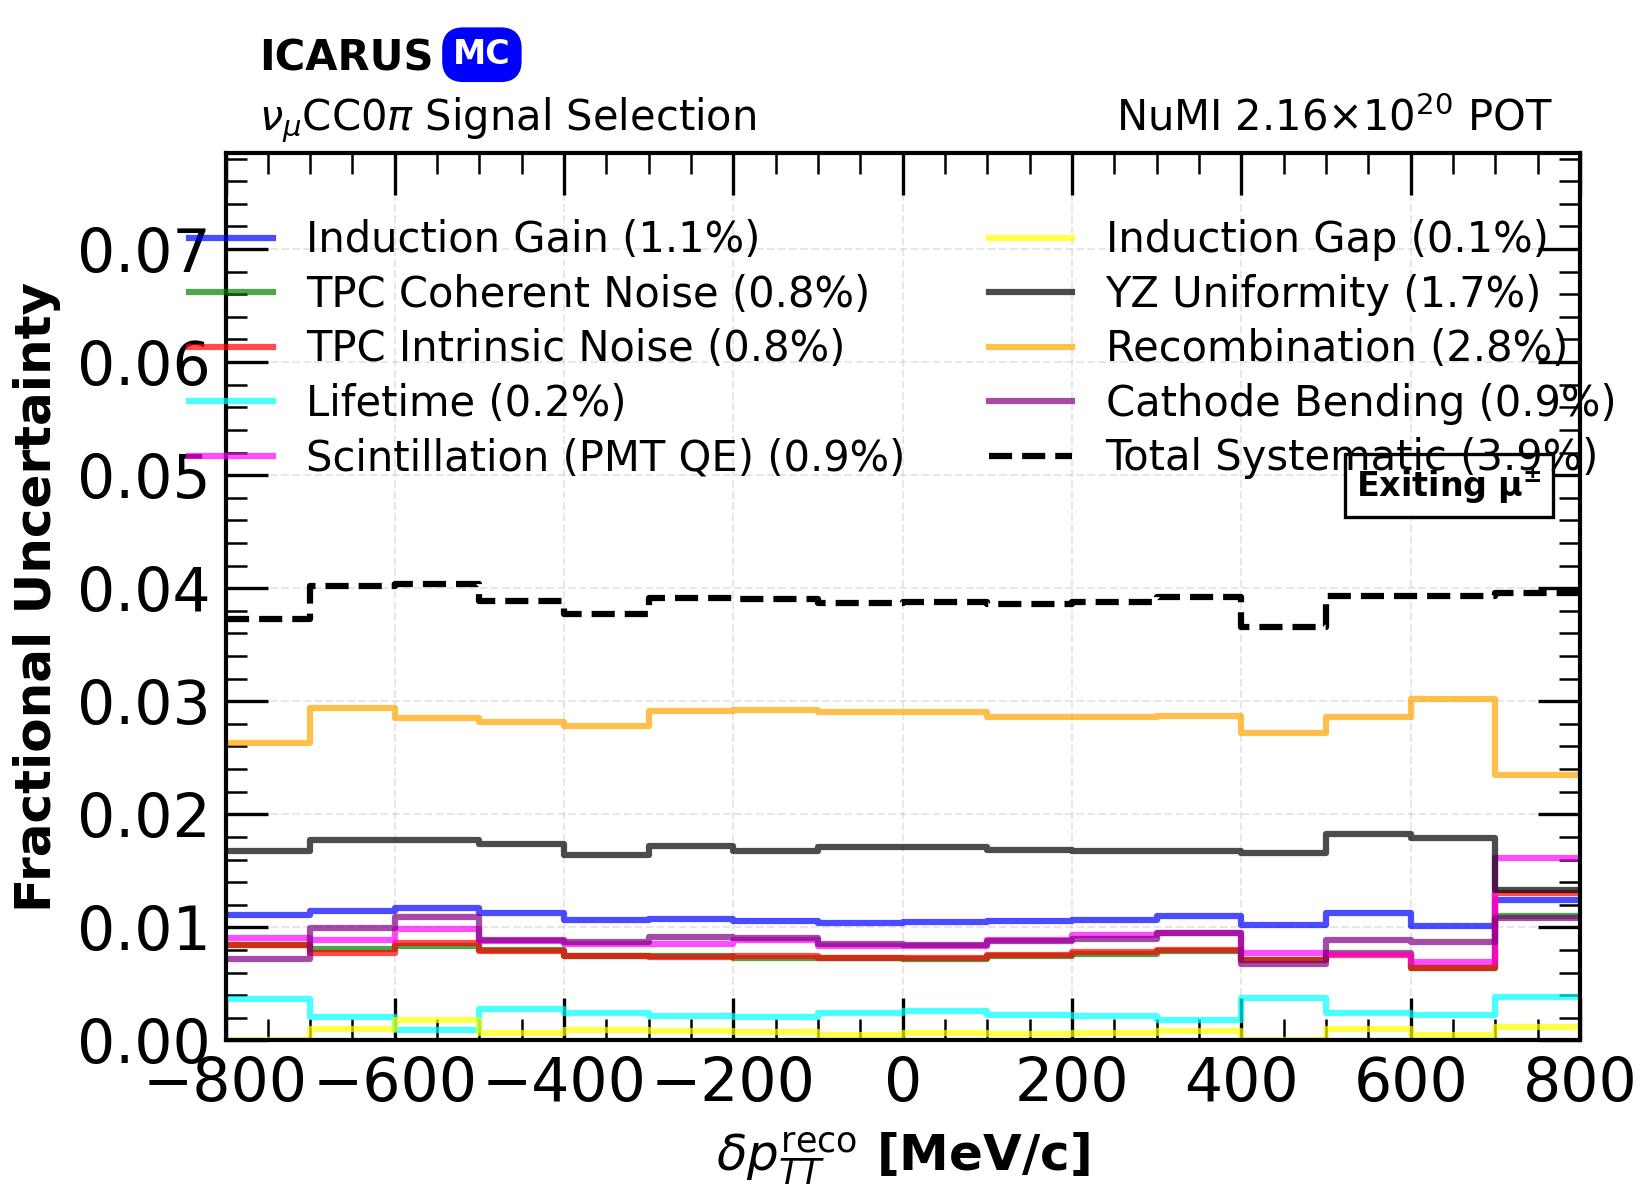 ICARUS MC
νμCC0π Signal Selection
NuMI 2.16×10²⁰ POT
Fractional Uncertainty
0.07
0.06
0.05
0.04
0.03
0.02
0.01
0.00
Induction Gain (1.1%)
TPC Coherent Noise (0.8%)
TPC Intrinsic Noise (0.8%)
Lifetime (0.2%)
Scintillation (PMT QE) (0.9%)
Induction Gap (0.1%)
YZ Uniformity (1.7%)
Recombination (2.8%)
Cathode Bending (0.9%)
Total Systematic (3.9%)
Exiting μ±
−800 −600 −400 −200 0 200 400 600 800
δp_TT^reco [MeV/c]